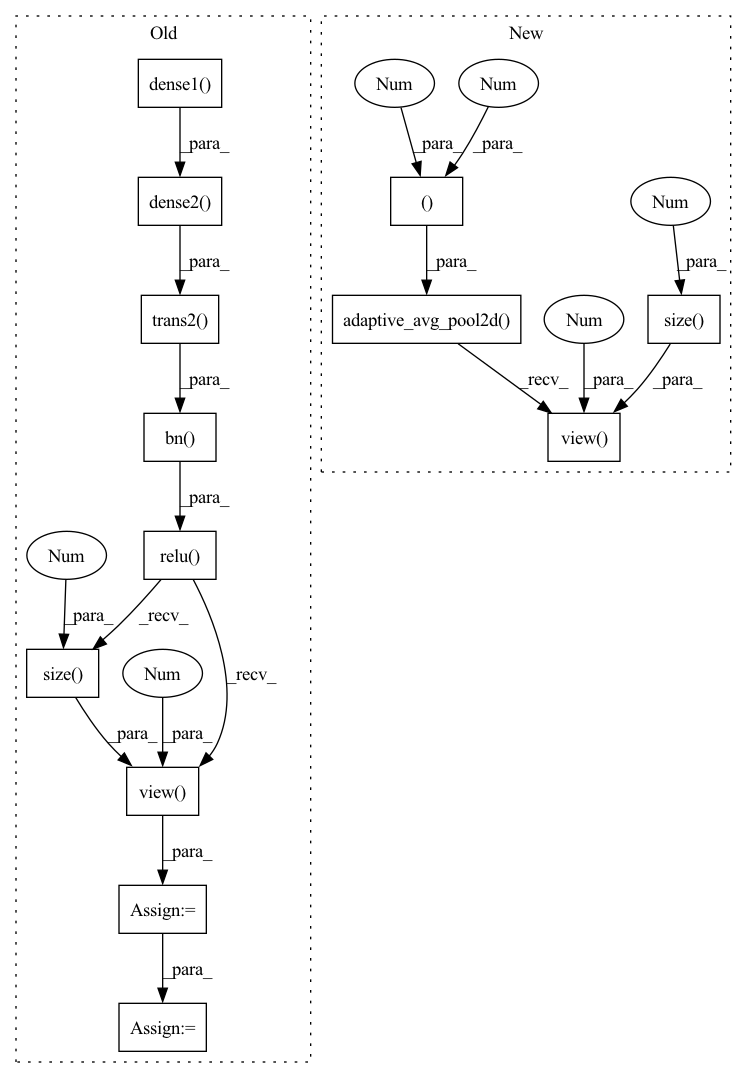 Old
New
dense1()
Num
Num
_para_
_para_
_para_
dense2()
()
Num
_para_
_para_
_para_
trans2()
adaptive_avg_pool2d()
Num
size()
_para_
_recv_
_para_
_para_
bn()
view()
_para_
Num
relu()
_para_
_recv_
size()
Num
_recv_
_para_
_para_
view()
_para_
Assign:=
_para_
Assign:=